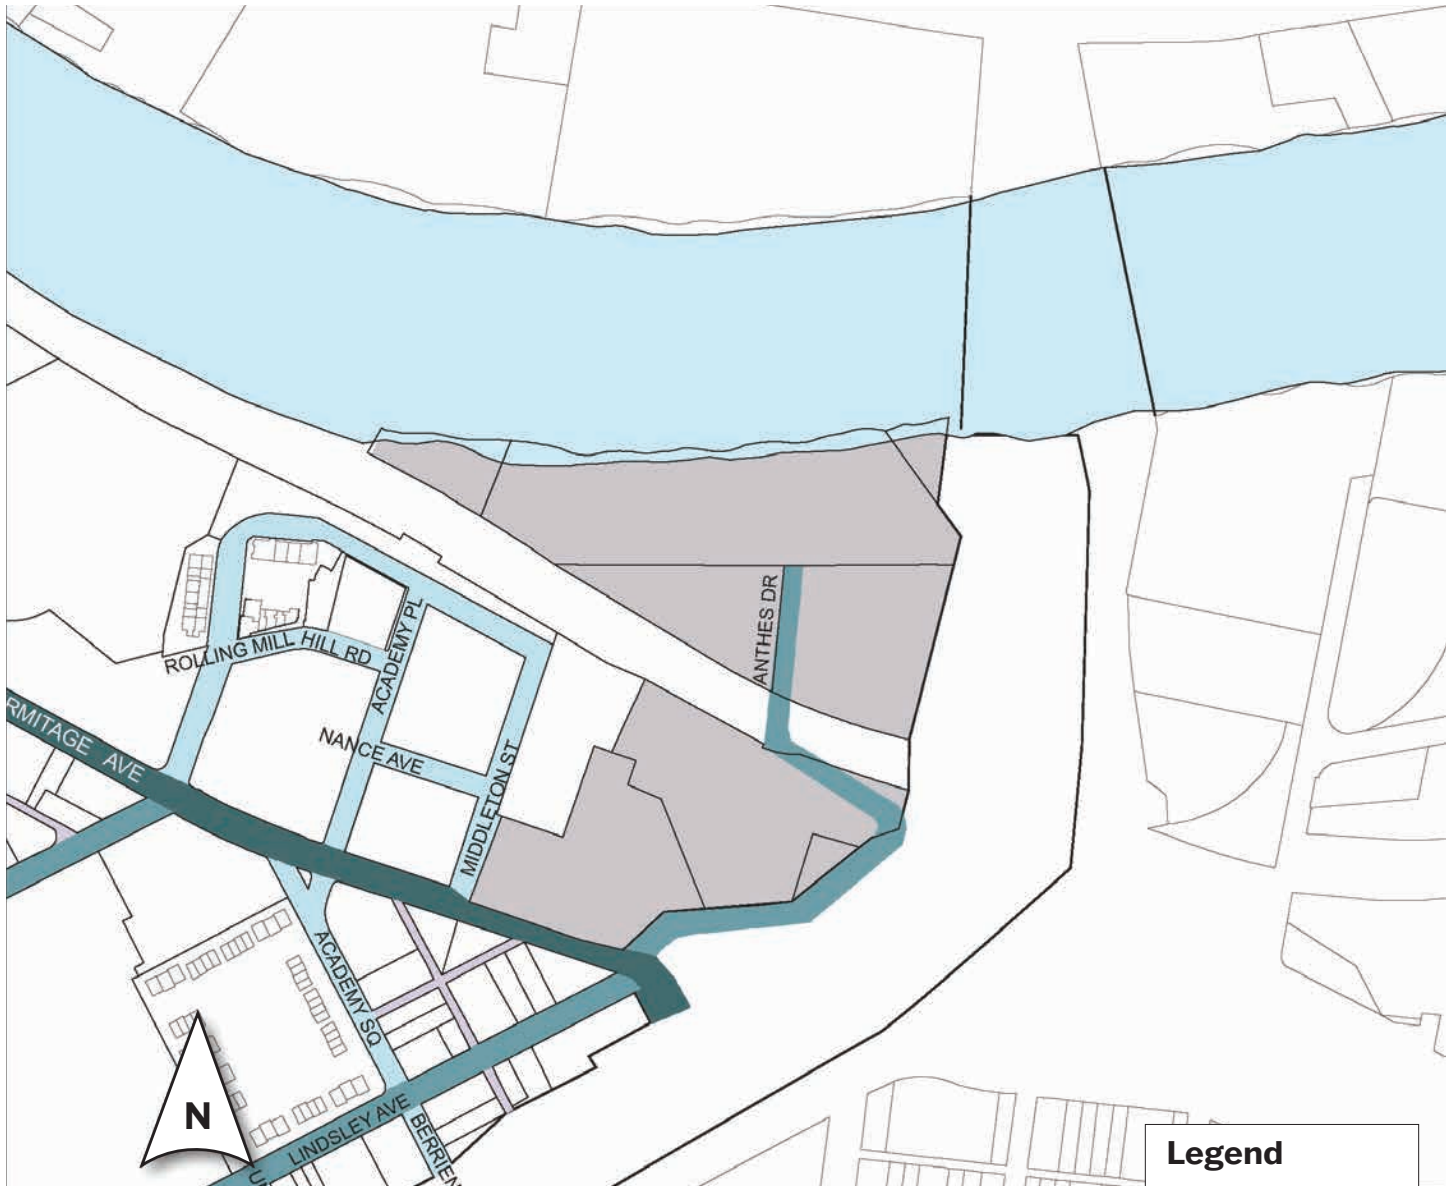 ANTHES DR
ROLLING MILL HILL RD
ACADEMY PL
NANCE AVE
MIDDLETON ST
RMITAGE AVE
ACADEMY SQ
LINDSLEY AVE
BERRIEN
N
Legend